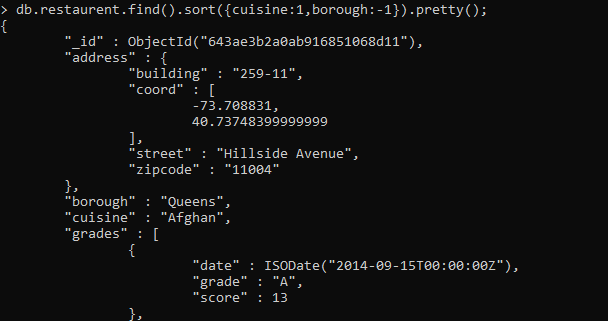 > db.restaurent.find().sort({cuisine:1,borough:-1}).pretty();
{
        "_id" : ObjectId("643ae3b2a0ab916851068d11"),
        "address" : {
                "building" : "259-11",
                "coord" : [
                        -73.708831,
                        40.73748399999999
                ],
                "street" : "Hillside Avenue",
                "zipcode" : "11004"
        },
        "borough" : "Queens",
        "cuisine" : "Afghan",
        "grades" : [
                {
                        "date" : ISODate("2014-09-15T00:00:00Z"),
                        "grade" : "A",
                        "score" : 13
                },